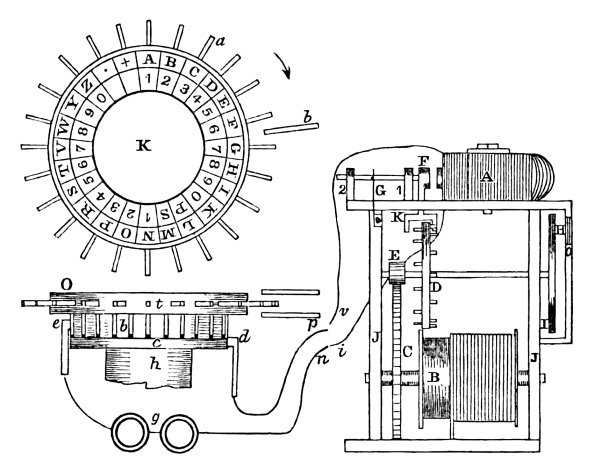 a
b
A B C D E F G H I K L M N O P R S T V W Y Z . +
1 2 3 4 5 6 7 8 9 0 S P 1 2 3 4 5 6 7 8 9 0
K
F
A
2 G 1
K
H
E
D
I
J
C
J
B
O
t
e b p v
c d
h
n i
g